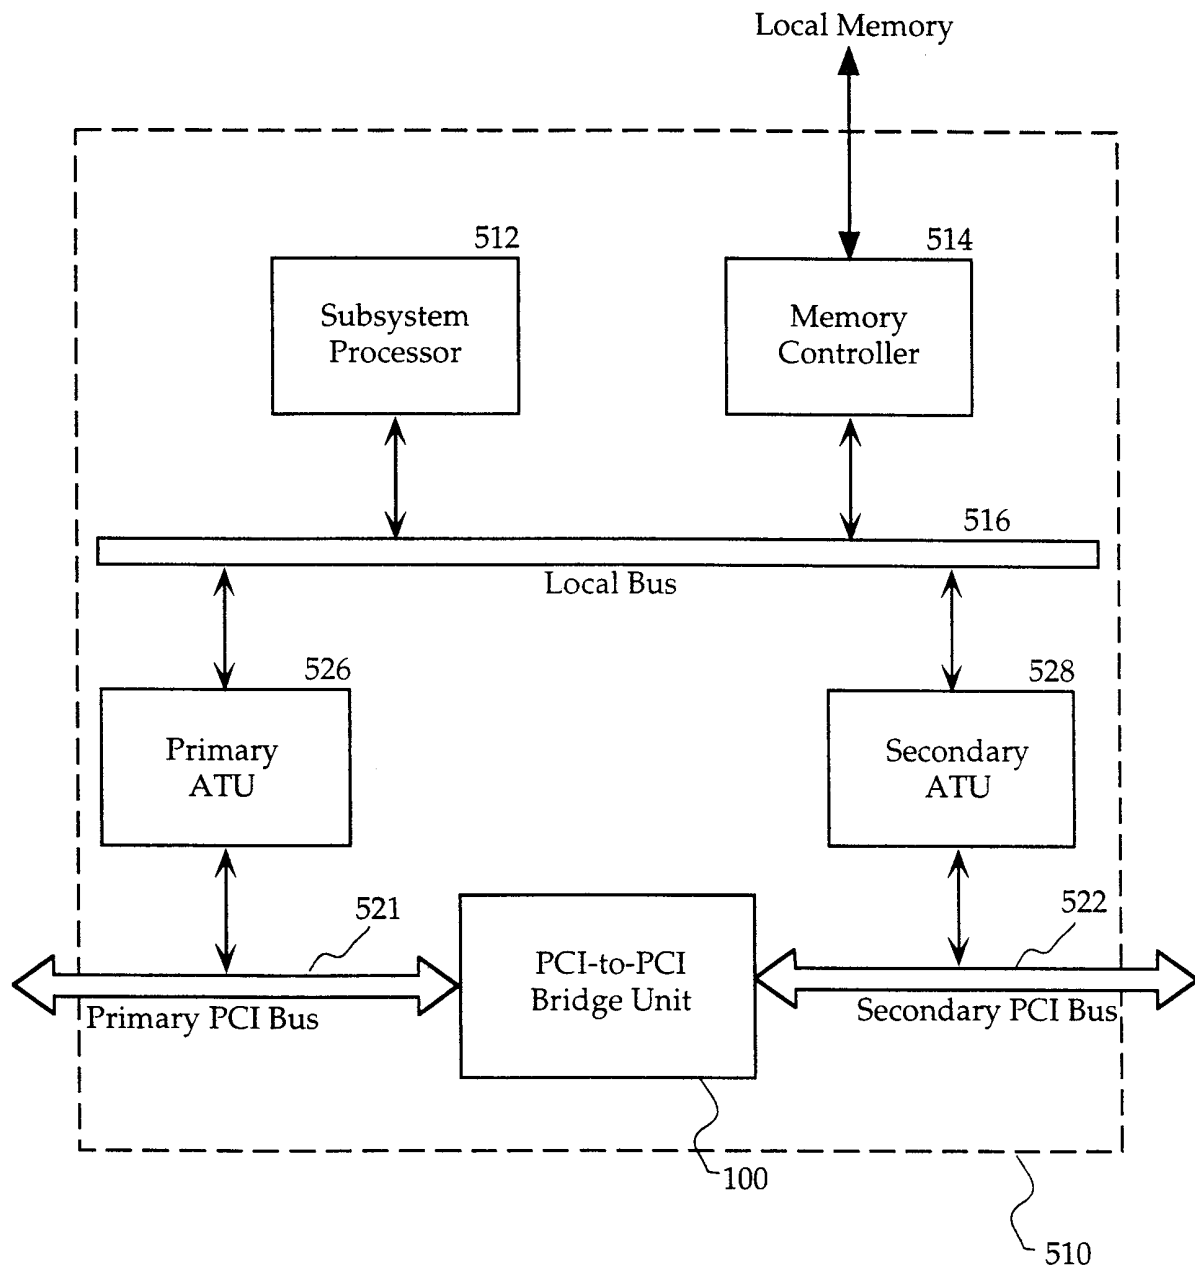 Local Memory
512
514
Subsystem
Processor
Memory
Controller
516
Local Bus
526
528
Primary
ATU
Secondary
ATU
521
522
PCI-to-PCI
Bridge Unit
Primary PCI Bus
Secondary PCI Bus
100
510